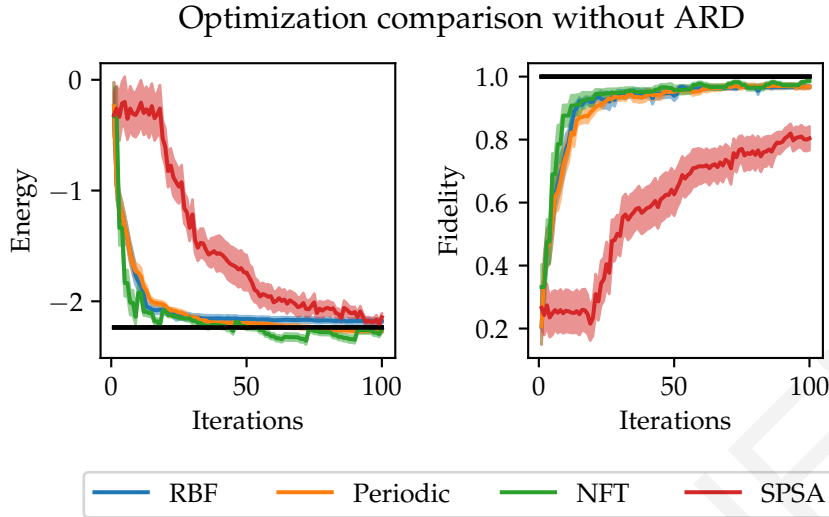 Optimization comparison without ARD
0
−1
−2
Energy
0
50
100
Iterations
1.0
0.8
0.6
0.4
0.2
Fidelity
0
50
100
Iterations
RBF Periodic NFT SPSA